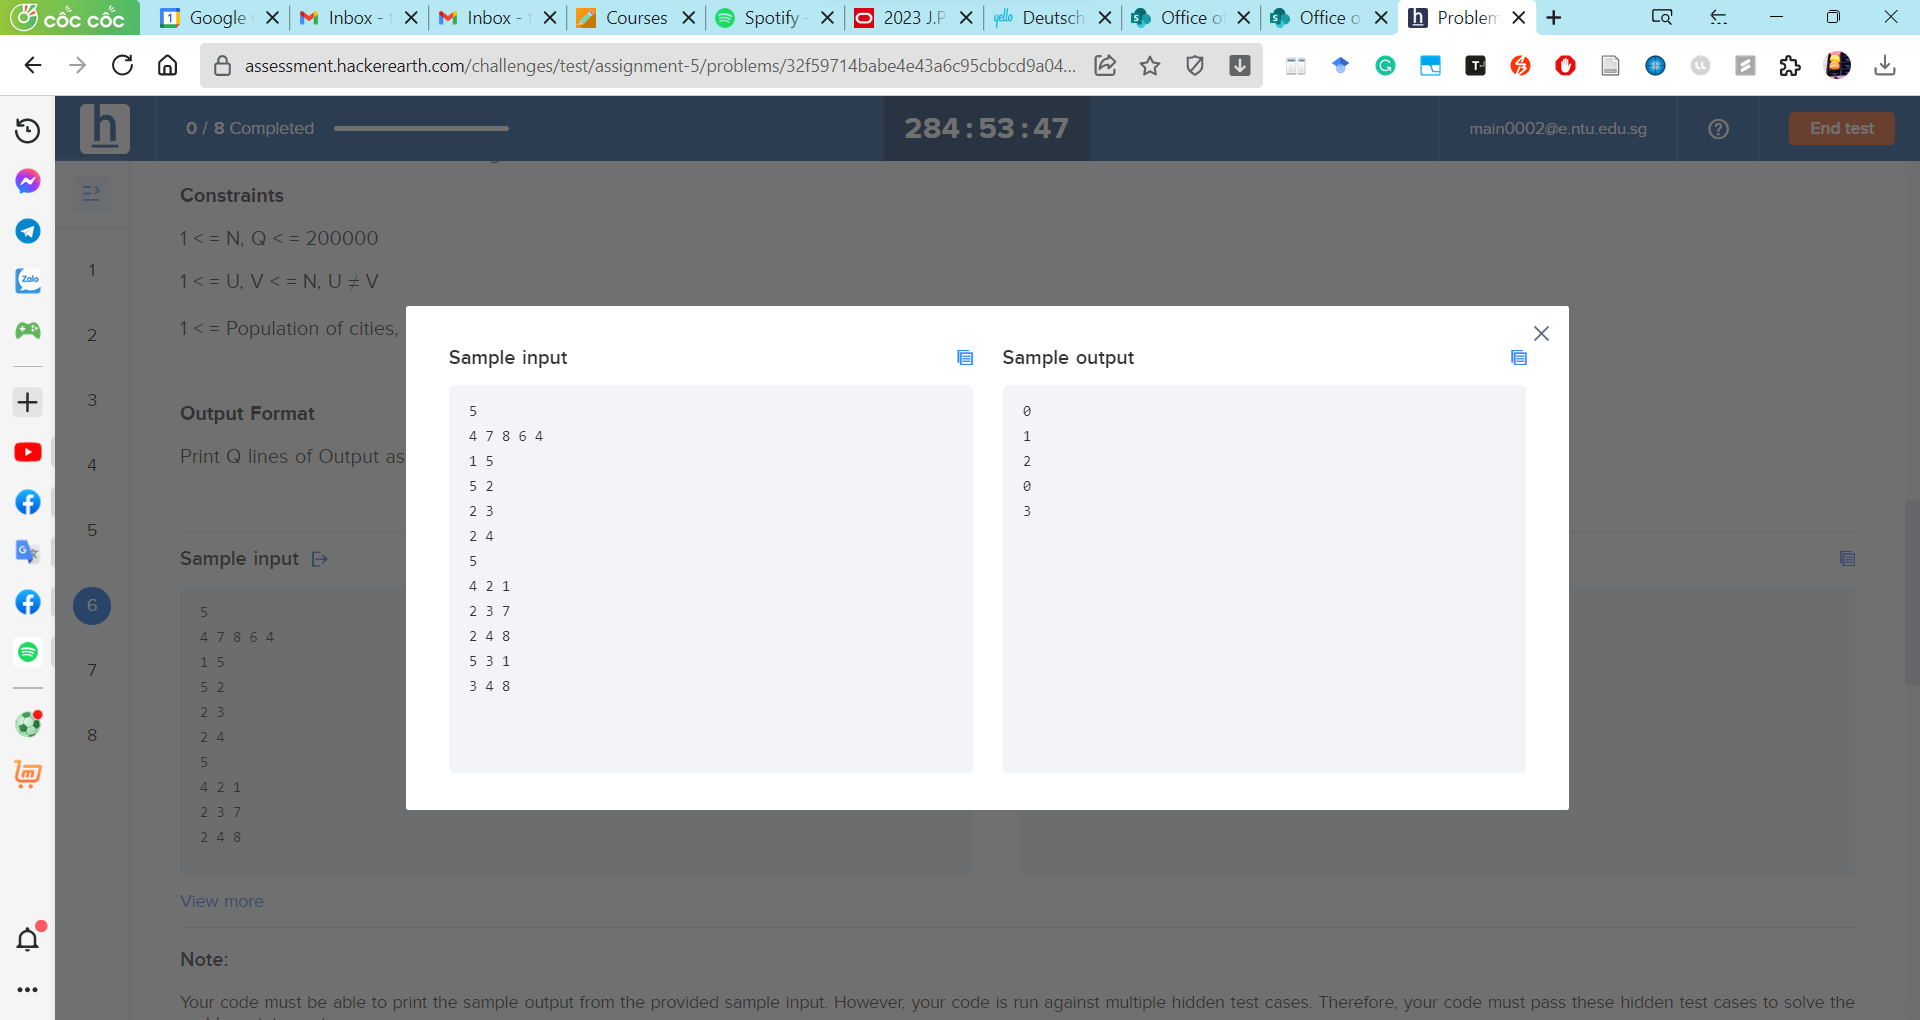 cốc cốc
Google
Inbox -
Inbox -
Courses
Spotify -
2023 J.P
yello Deutsch
Office o
Office o
Problem
assessment.hackerearth.com/challenges/test/assignment-5/problems/32f59714babe4e43a6c95cbbcd9a04...
0 / 8 Completed
284:53:47
main0002@e.ntu.edu.sg
End test
Zalo
1
2
3
4
5
6
7
8
Constraints
1 < = N, Q < = 200000
1 < = U, V < = N, U ≠ V
1 < = Population of cities,
Output Format
Print Q lines of Output as
Sample input
5
4 7 8 6 4
1 5
5 2
2 3
2 4
5
4 2 1
2 3 7
2 4 8
View more
Note:
Your code must be able to print the sample output from the provided sample input. However, your code is run against multiple hidden test cases. Therefore, your code must pass these hidden test cases to solve the
Sample input
5
4 7 8 6 4
1 5
5 2
2 3
2 4
5
4 2 1
2 3 7
2 4 8
5 3 1
3 4 8
Sample output
0
1
2
0
3